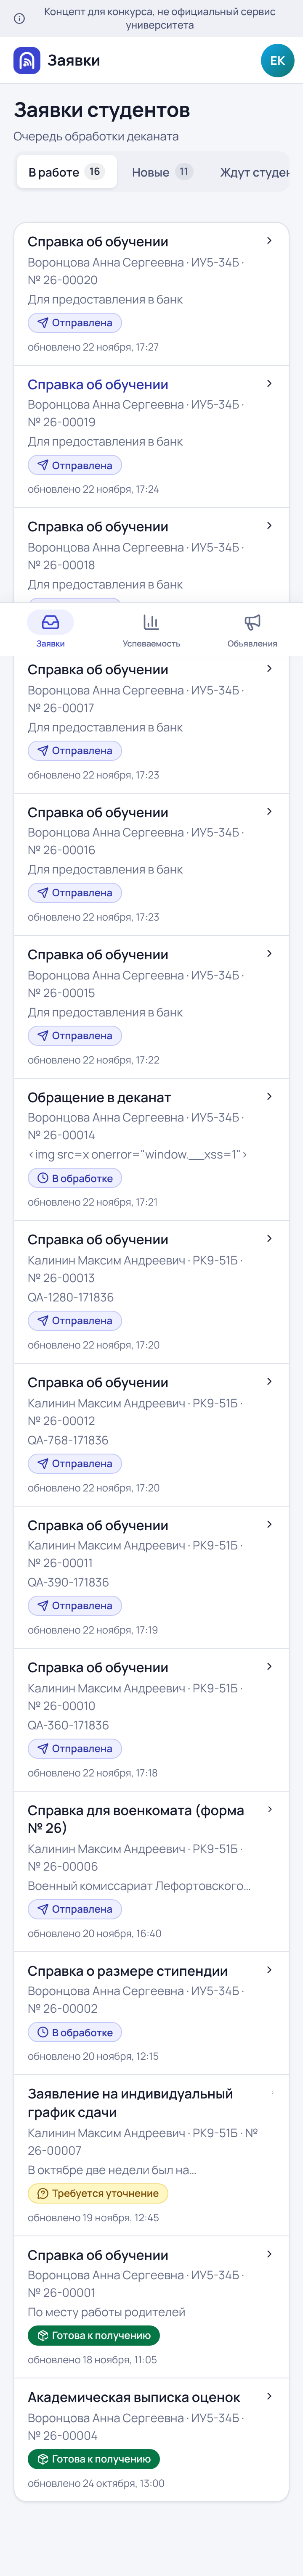 Концепт для конкурса, не официальный сервис
университета
Заявки
ЕК
Заявки студентов
Очередь обработки деканата
В работе 16
Новые 11
Ждут студен
Справка об обучении
Воронцова Анна Сергеевна · ИУ5-34Б ·
№ 26-00020
Для предоставления в банк
Отправлена
обновлено 22 ноября, 17:27
Справка об обучении
Воронцова Анна Сергеевна · ИУ5-34Б ·
№ 26-00019
Для предоставления в банк
Отправлена
обновлено 22 ноября, 17:24
Справка об обучении
Воронцова Анна Сергеевна · ИУ5-34Б ·
№ 26-00018
Для предоставления в банк
Заявки
Успеваемость
Объявления
Справка об обучении
Воронцова Анна Сергеевна · ИУ5-34Б ·
№ 26-00017
Для предоставления в банк
Отправлена
обновлено 22 ноября, 17:23
Справка об обучении
Воронцова Анна Сергеевна · ИУ5-34Б ·
№ 26-00016
Для предоставления в банк
Отправлена
обновлено 22 ноября, 17:23
Справка об обучении
Воронцова Анна Сергеевна · ИУ5-34Б ·
№ 26-00015
Для предоставления в банк
Отправлена
обновлено 22 ноября, 17:22
Обращение в деканат
Воронцова Анна Сергеевна · ИУ5-34Б ·
№ 26-00014
<img src=x onerror="window.__xss=1">
В обработке
обновлено 22 ноября, 17:21
Справка об обучении
Калинин Максим Андреевич · РК9-51Б ·
№ 26-00013
QA-1280-171836
Отправлена
обновлено 22 ноября, 17:20
Справка об обучении
Калинин Максим Андреевич · РК9-51Б ·
№ 26-00012
QA-768-171836
Отправлена
обновлено 22 ноября, 17:20
Справка об обучении
Калинин Максим Андреевич · РК9-51Б ·
№ 26-00011
QA-390-171836
Отправлена
обновлено 22 ноября, 17:19
Справка об обучении
Калинин Максим Андреевич · РК9-51Б ·
№ 26-00010
QA-360-171836
Отправлена
обновлено 22 ноября, 17:18
Справка для военкомата (форма
№ 26)
Калинин Максим Андреевич · РК9-51Б ·
№ 26-00006
Военный комиссариат Лефортовского…
Отправлена
обновлено 20 ноября, 16:40
Справка о размере стипендии
Воронцова Анна Сергеевна · ИУ5-34Б ·
№ 26-00002
В обработке
обновлено 20 ноября, 12:15
Заявление на индивидуальный
график сдачи
Калинин Максим Андреевич · РК9-51Б · №
26-00007
В октябре две недели был на…
Требуется уточнение
обновлено 19 ноября, 12:45
Справка об обучении
Воронцова Анна Сергеевна · ИУ5-34Б ·
№ 26-00001
По месту работы родителей
Готова к получению
обновлено 18 ноября, 11:05
Академическая выписка оценок
Воронцова Анна Сергеевна · ИУ5-34Б ·
№ 26-00004
Готова к получению
обновлено 24 октября, 13:00